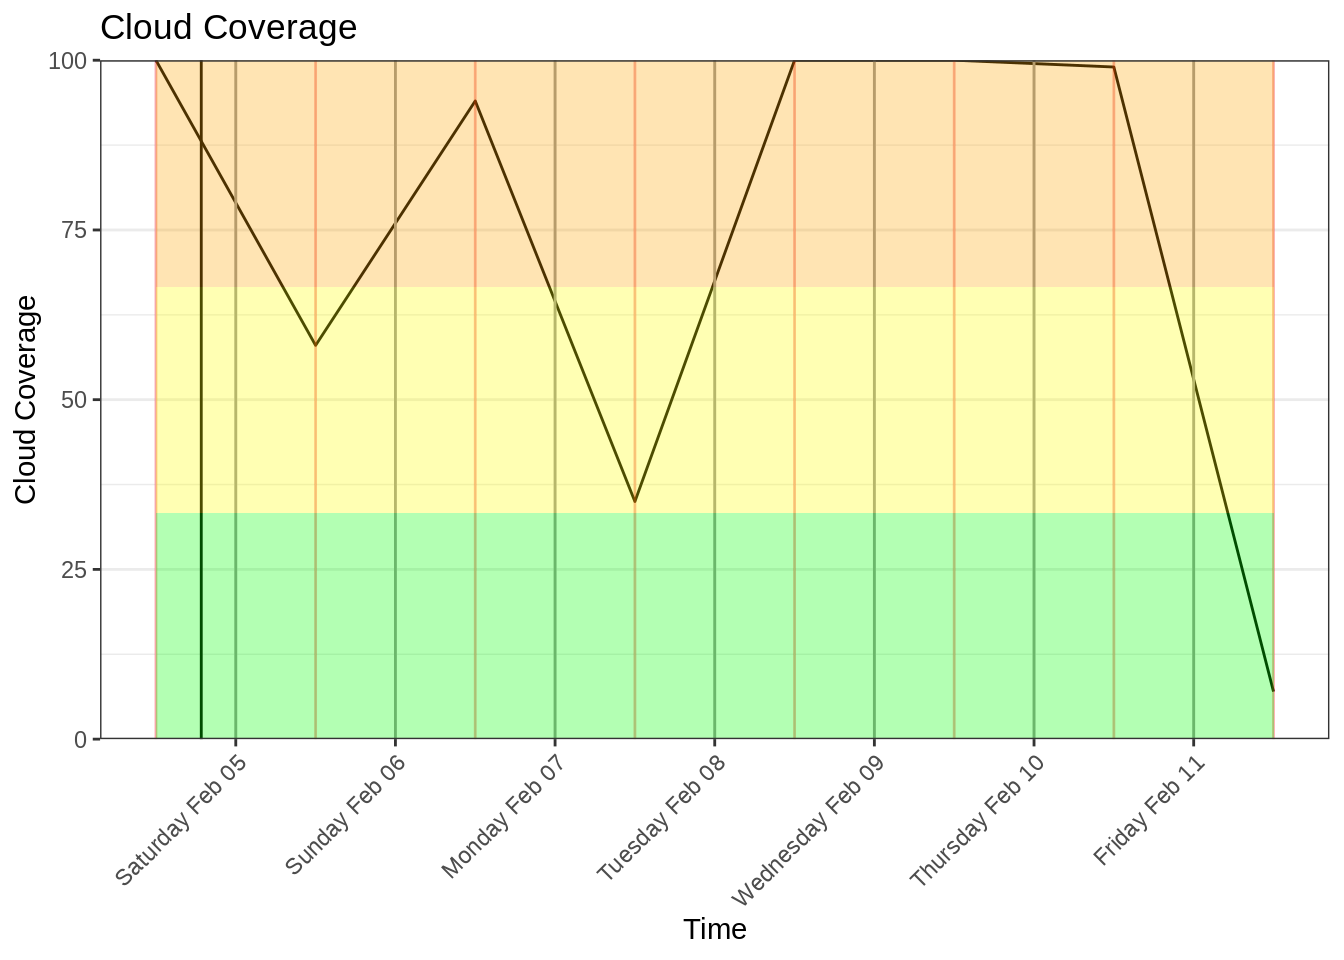 Cloud Coverage
100
75
50
25
0
Cloud Coverage
Saturday Feb 05
Sunday Feb 06
Monday Feb 07
Tuesday Feb 08
Wednesday Feb 09
Thursday Feb 10
Friday Feb 11
Time